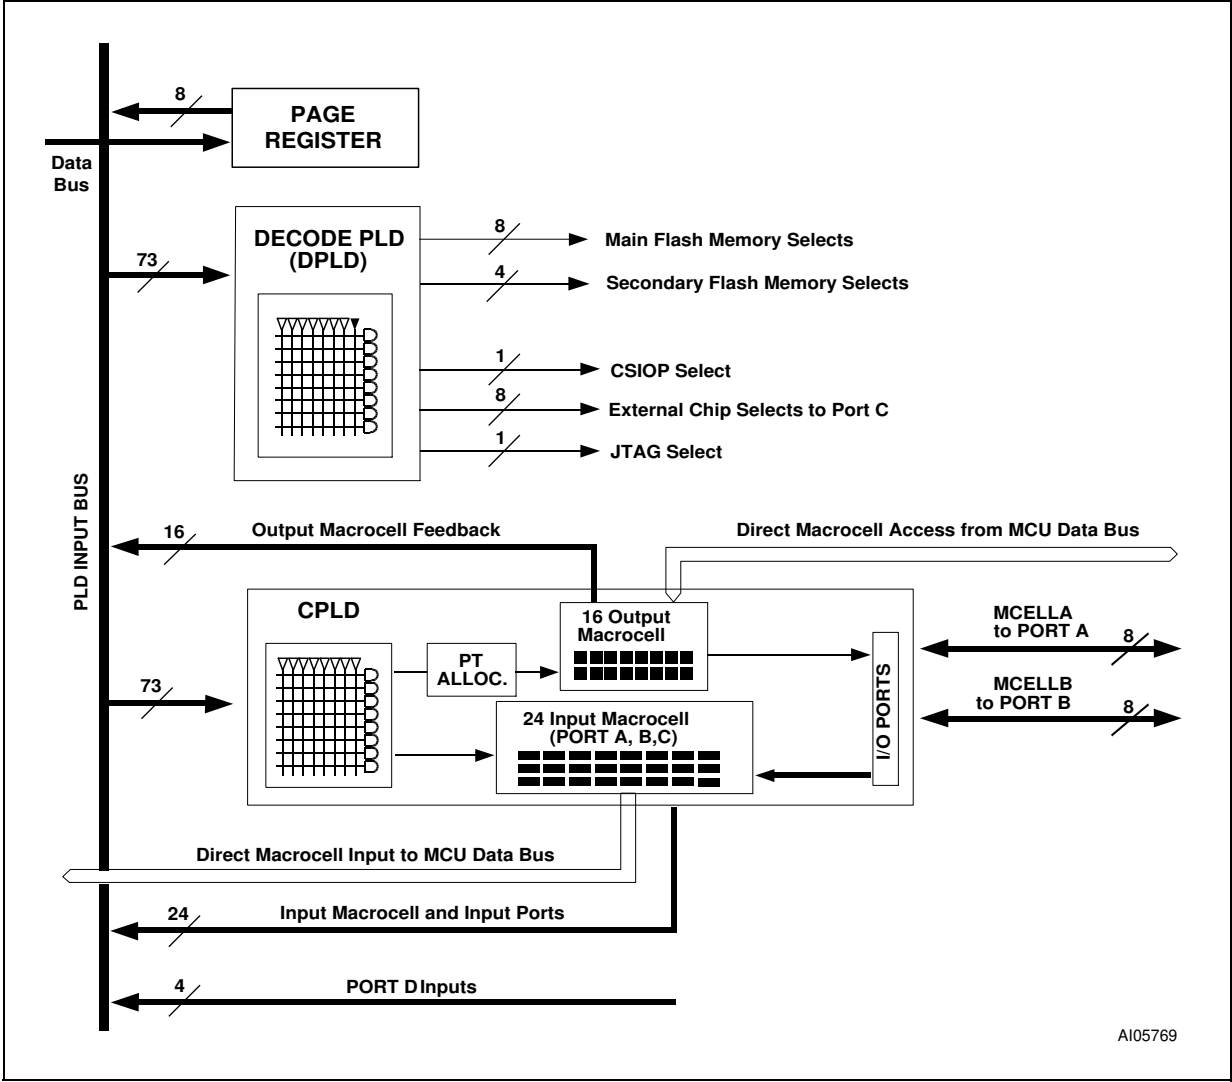 8
PAGE
REGISTER
Data
Bus
DECODE PLD
(DPLD)
73
8
Main Flash Memory Selects
4
Secondary Flash Memory Selects
1
CSIOP Select
8
External Chip Selects to Port C
1
JTAG Select
PLD INPUT BUS
16
Output Macrocell Feedback
Direct Macrocell Access from MCU Data Bus
CPLD
73
PT
ALLOC.
16 Output
Macrocell
24 Input Macrocell
(PORT A, B,C)
I/O PORTS
MCELLA
to PORT A
8
MCELLB
to PORT B
8
Direct Macrocell Input to MCU Data Bus
24
Input Macrocell and Input Ports
4
PORT D Inputs
AI05769